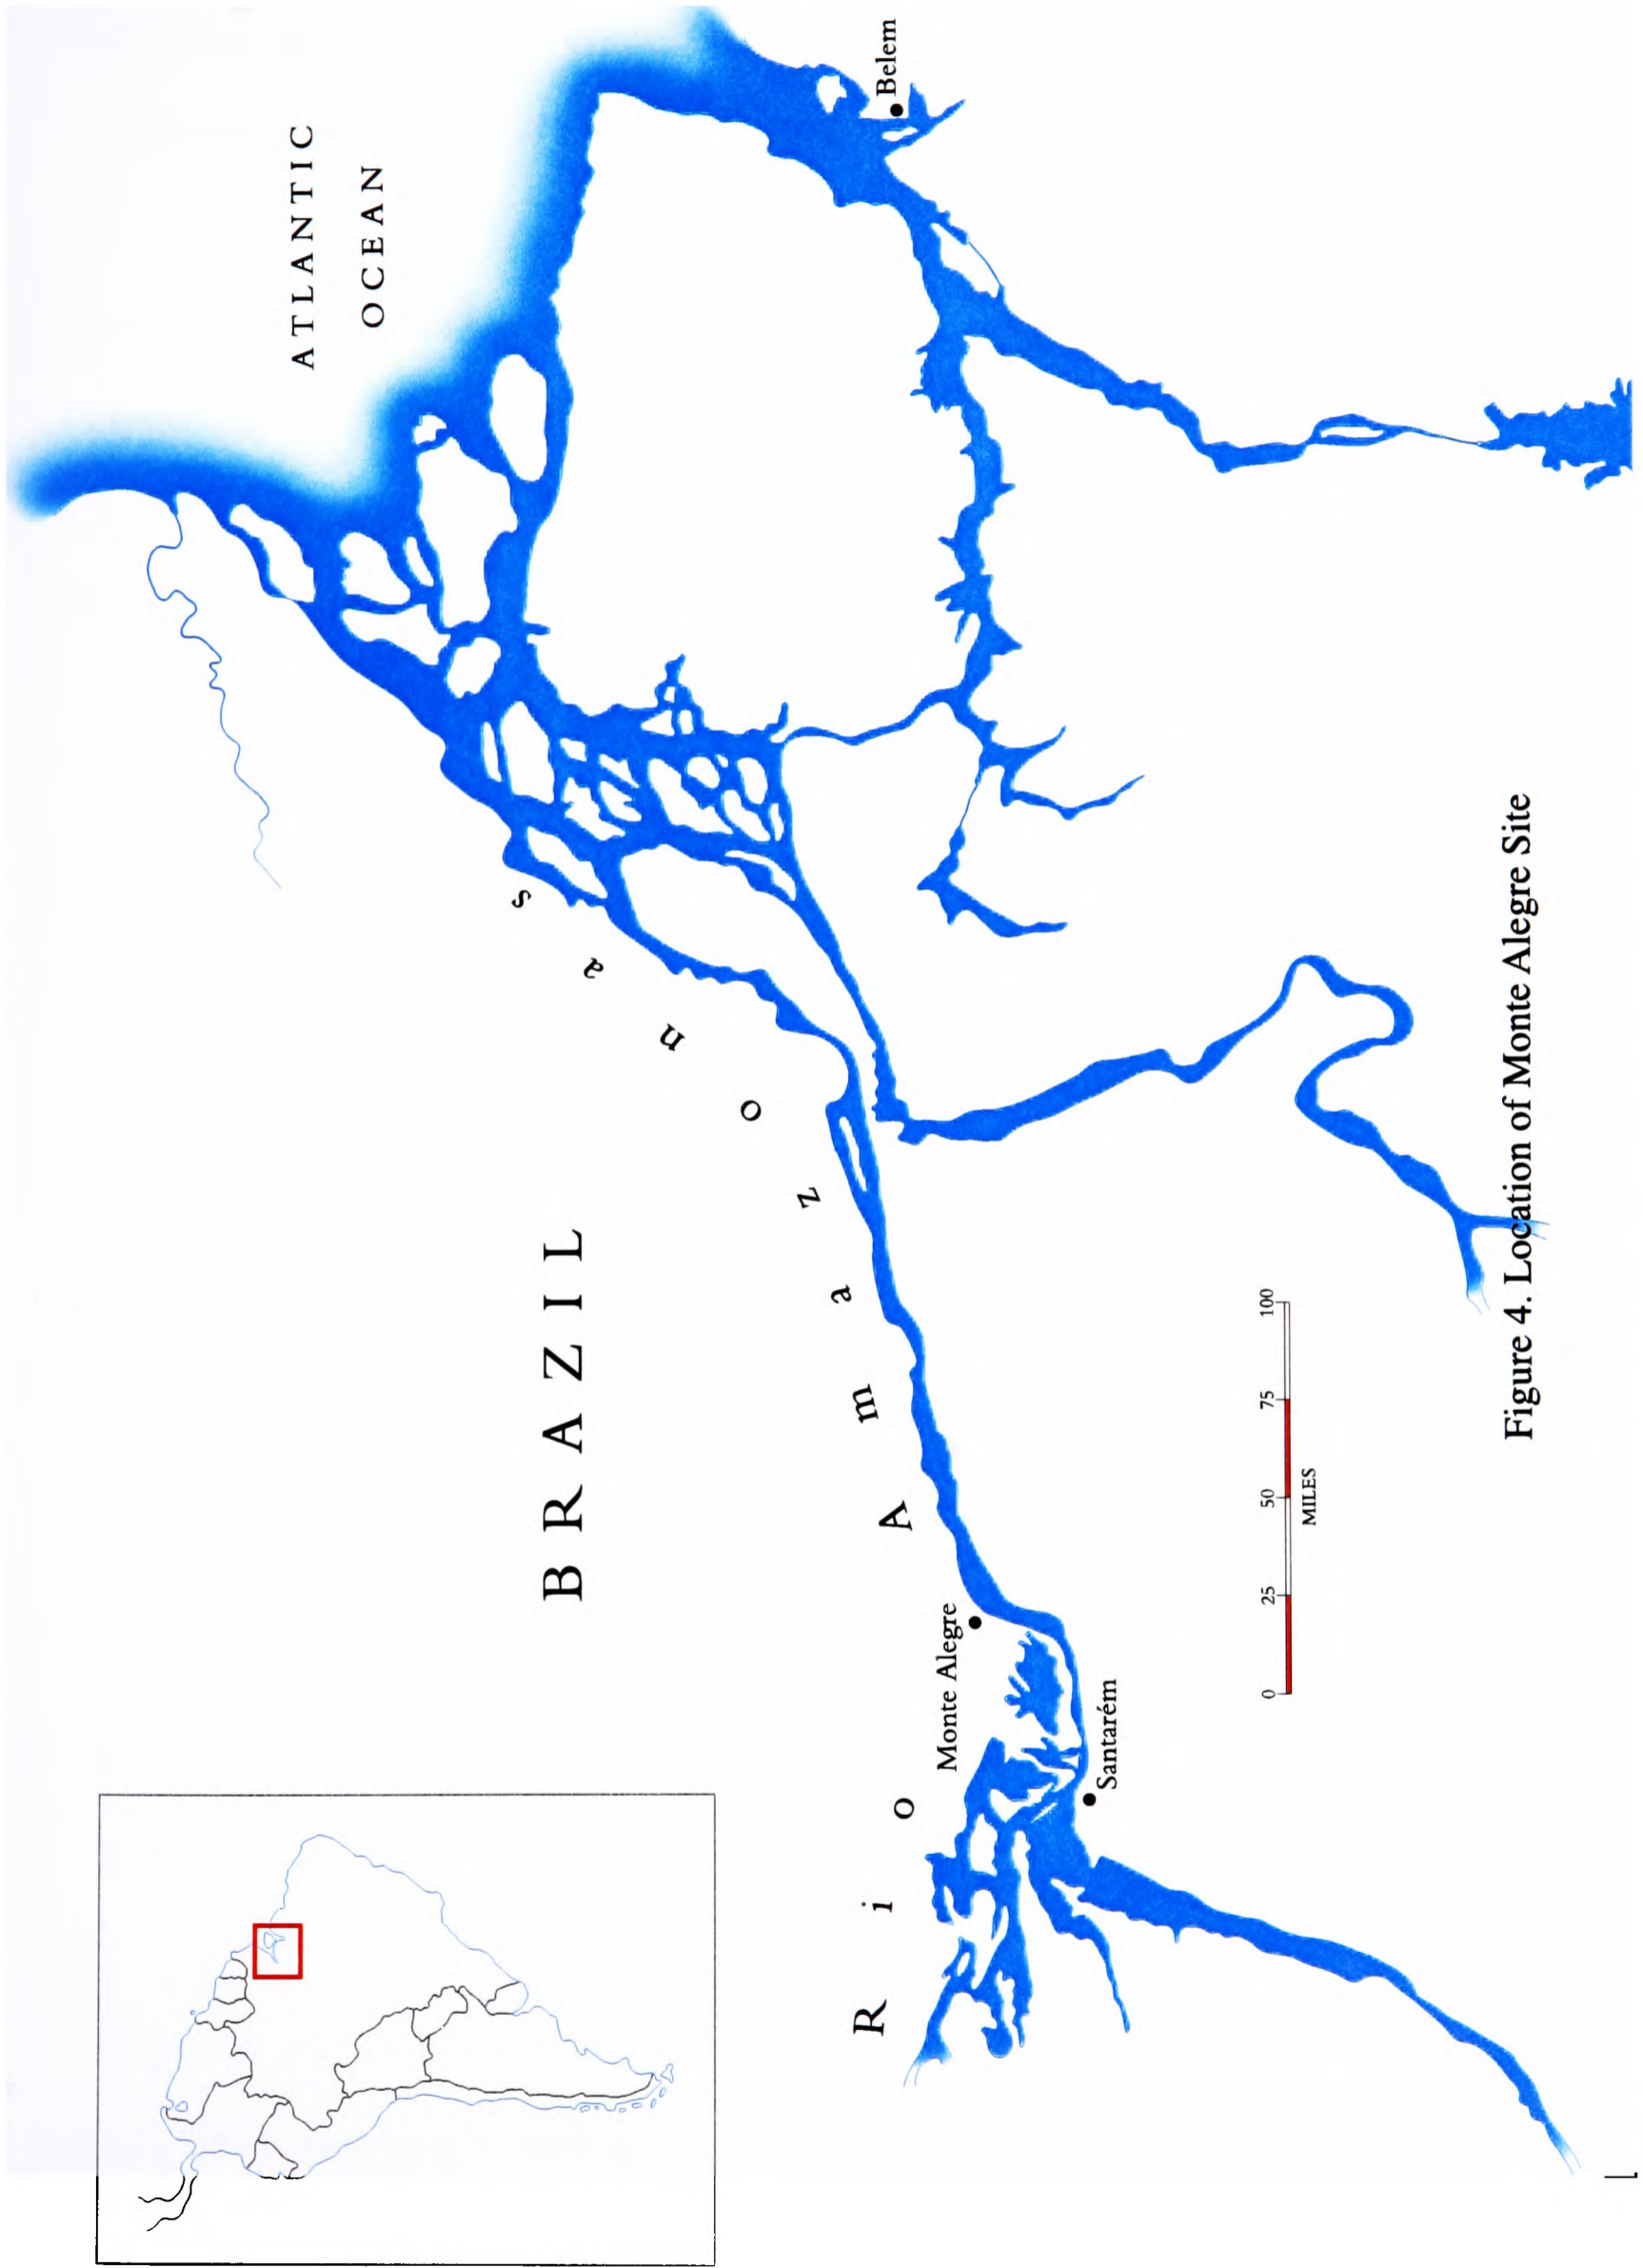 ATLANTIC
OCEAN
BRAZIL
Rio Amazonas
Belem
Monte Alegre
Santarém
0 25 50 75 100
MILES
Figure 4. Location of Monte Alegre Site